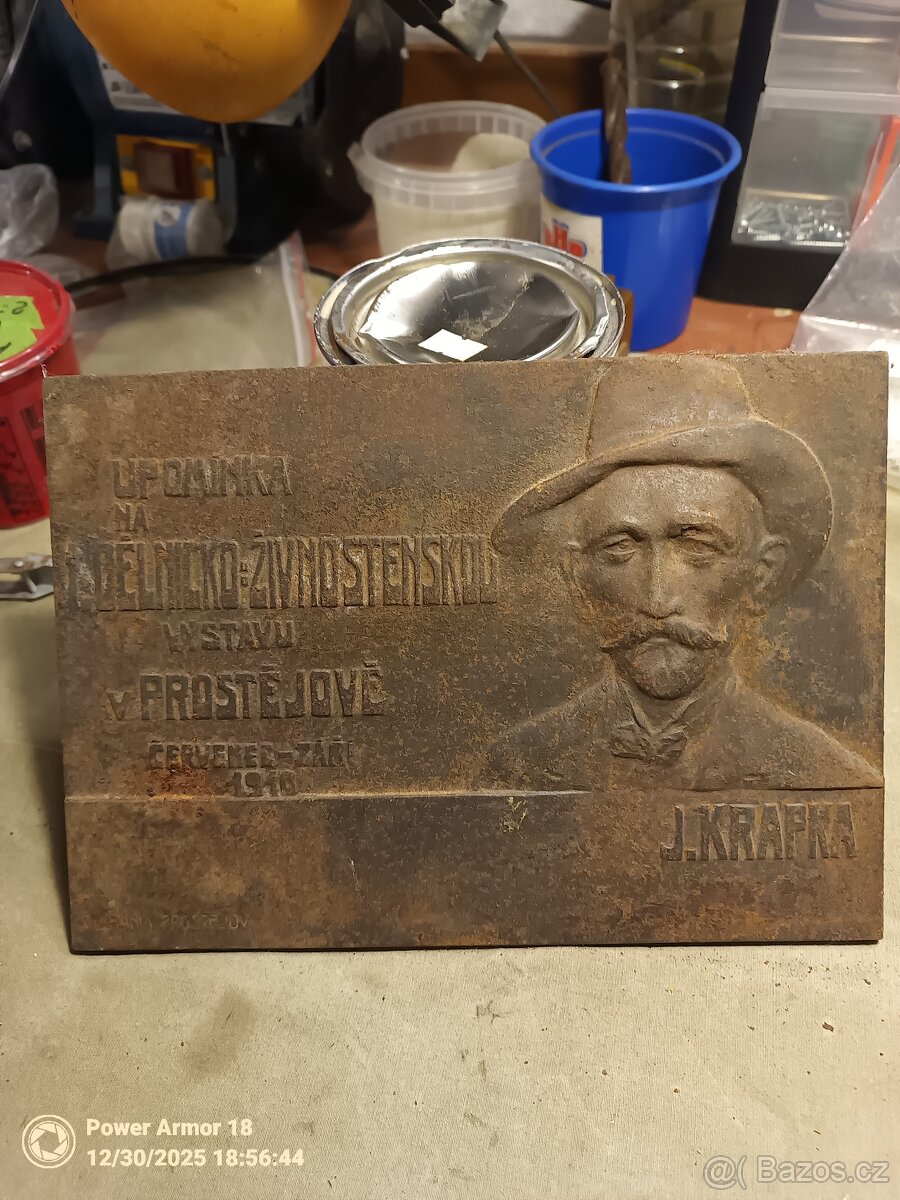 UPOMÍNKA
NA
DĚLNICKO=ŽIVNOSTENSKOU
VÝSTAVU
V PROSTĚJOVĚ
ČERVENEC-ZÁŘÍ
1910
J.KRAPKA
PROSTĚJOV
Power Armor 18
12/30/2025 18:56:44
@( Bazos.cz